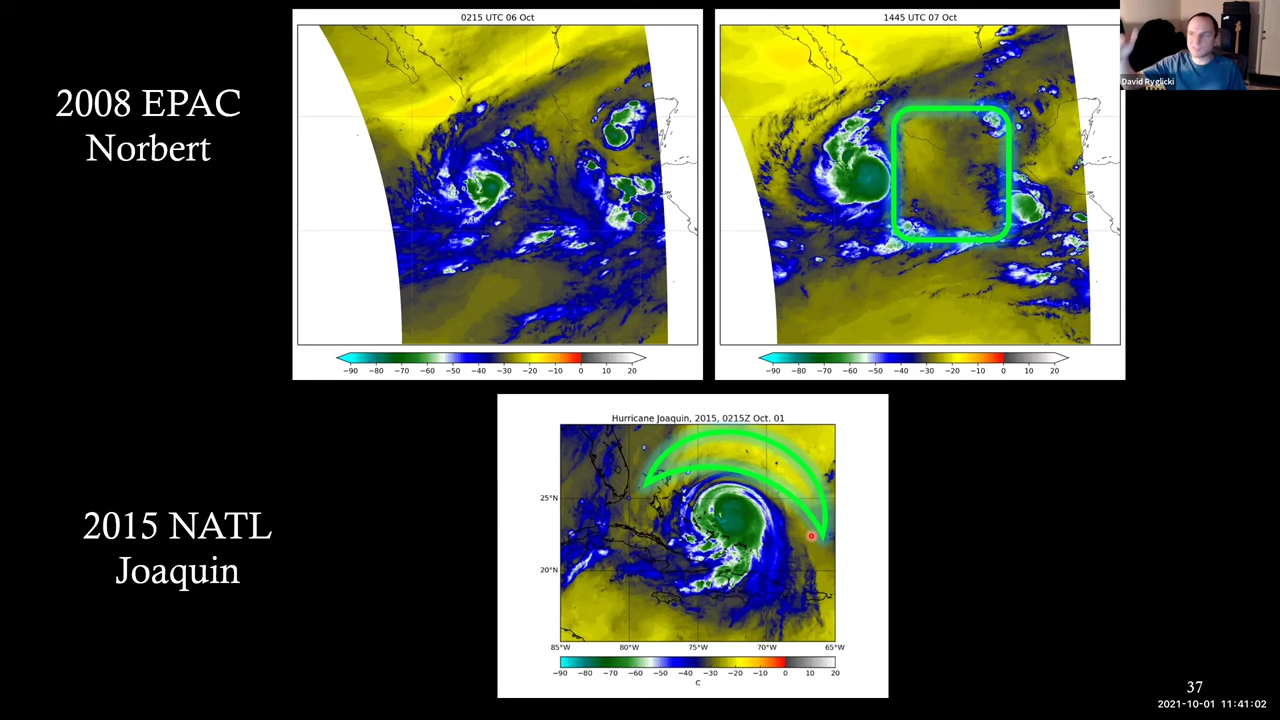 0215 UTC 06 Oct
1445 UTC 07 Oct
David Ryglicki
2008 EPAC
Norbert
−90 −80 −70 −60 −50 −40 −30 −20 −10 0 10 20
−90 −80 −70 −60 −50 −40 −30 −20 −10 0 10 20
Hurricane Joaquin, 2015, 0215Z Oct. 01
25°N
20°N
2015 NATL
Joaquin
85°W 80°W 75°W 70°W 65°W
−90 −80 −70 −60 −50 −40 −30 −20 −10 0 10 20
C
37
2021-10-01 11:41:02